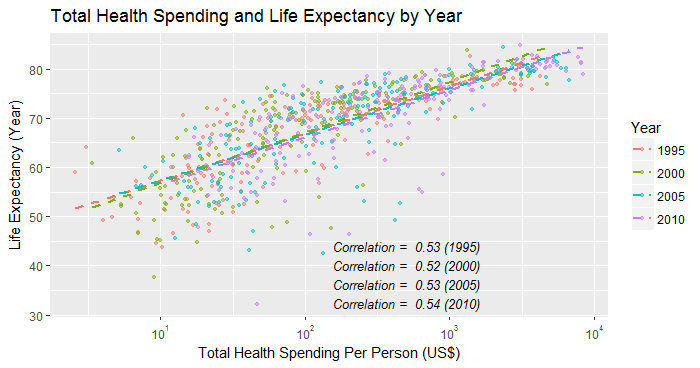 Total Health Spending and Life Expectancy by Year
Life Expectancy (Year)
80
70
60
50
40
30
Correlation = 0.53 (1995)
Correlation = 0.52 (2000)
Correlation = 0.53 (2005)
Correlation = 0.54 (2010)
10¹
10²
10³
10⁴
Total Health Spending Per Person (US$)
Year
1995
2000
2005
2010